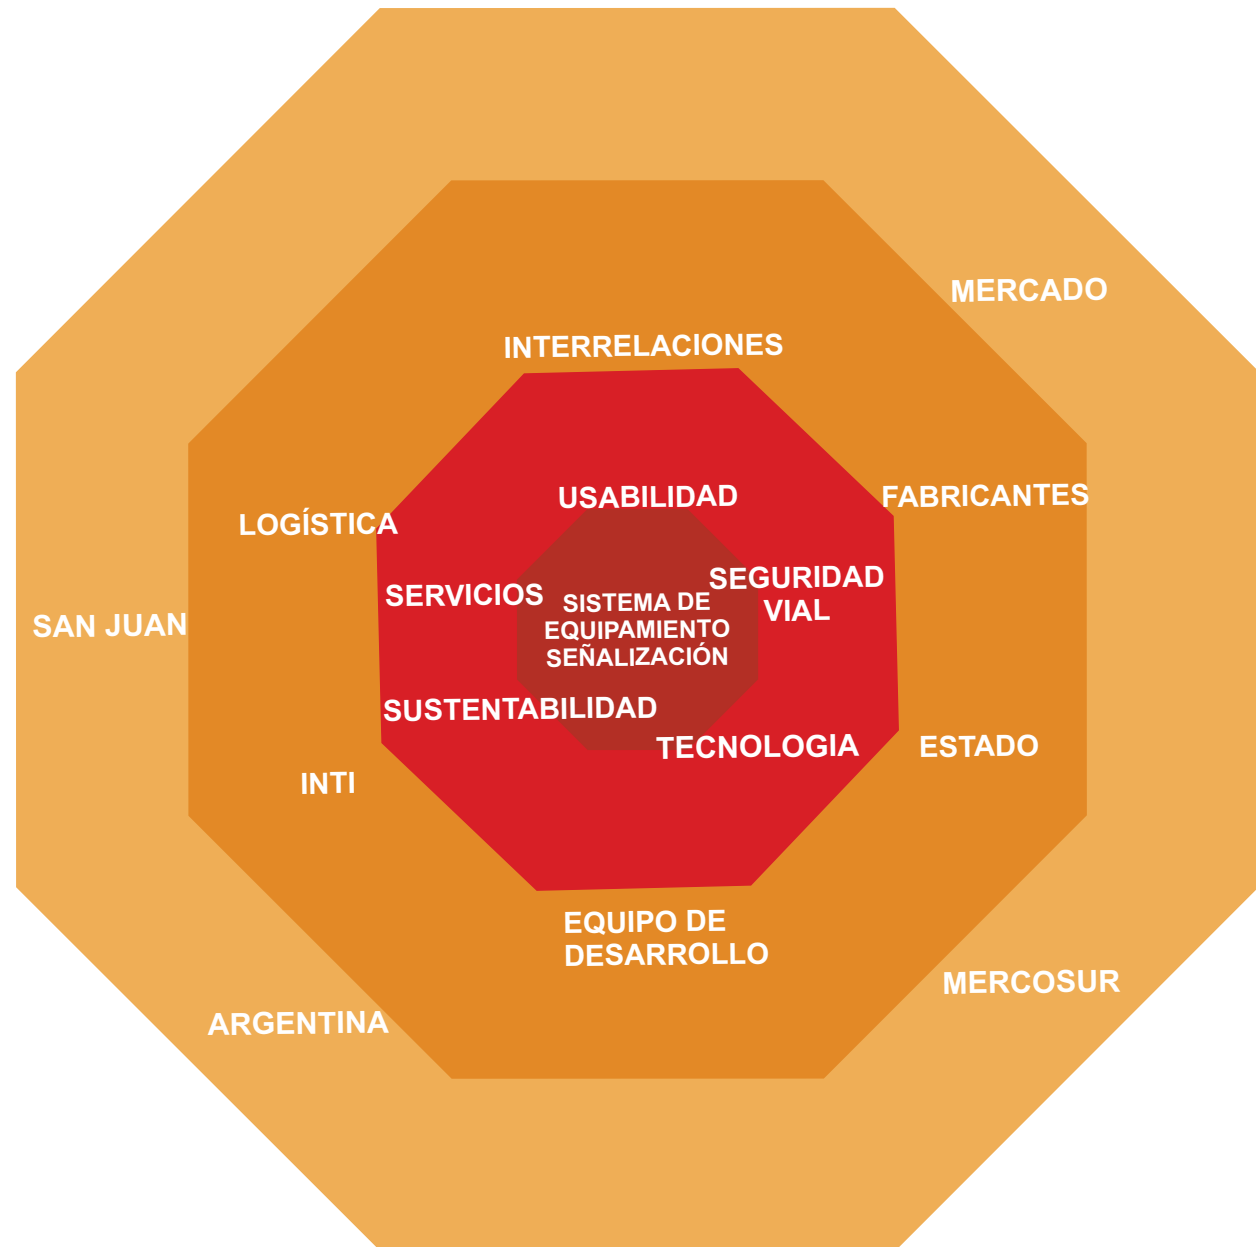 MERCADO
INTERRELACIONES
USABILIDAD
FABRICANTES
LOGÍSTICA
SERVICIOS
SEGURIDAD
VIAL
SISTEMA DE
EQUIPAMIENTO
SEÑALIZACIÓN
SAN JUAN
SUSTENTABILIDAD
TECNOLOGIA
ESTADO
INTI
EQUIPO DE
DESARROLLO
MERCOSUR
ARGENTINA